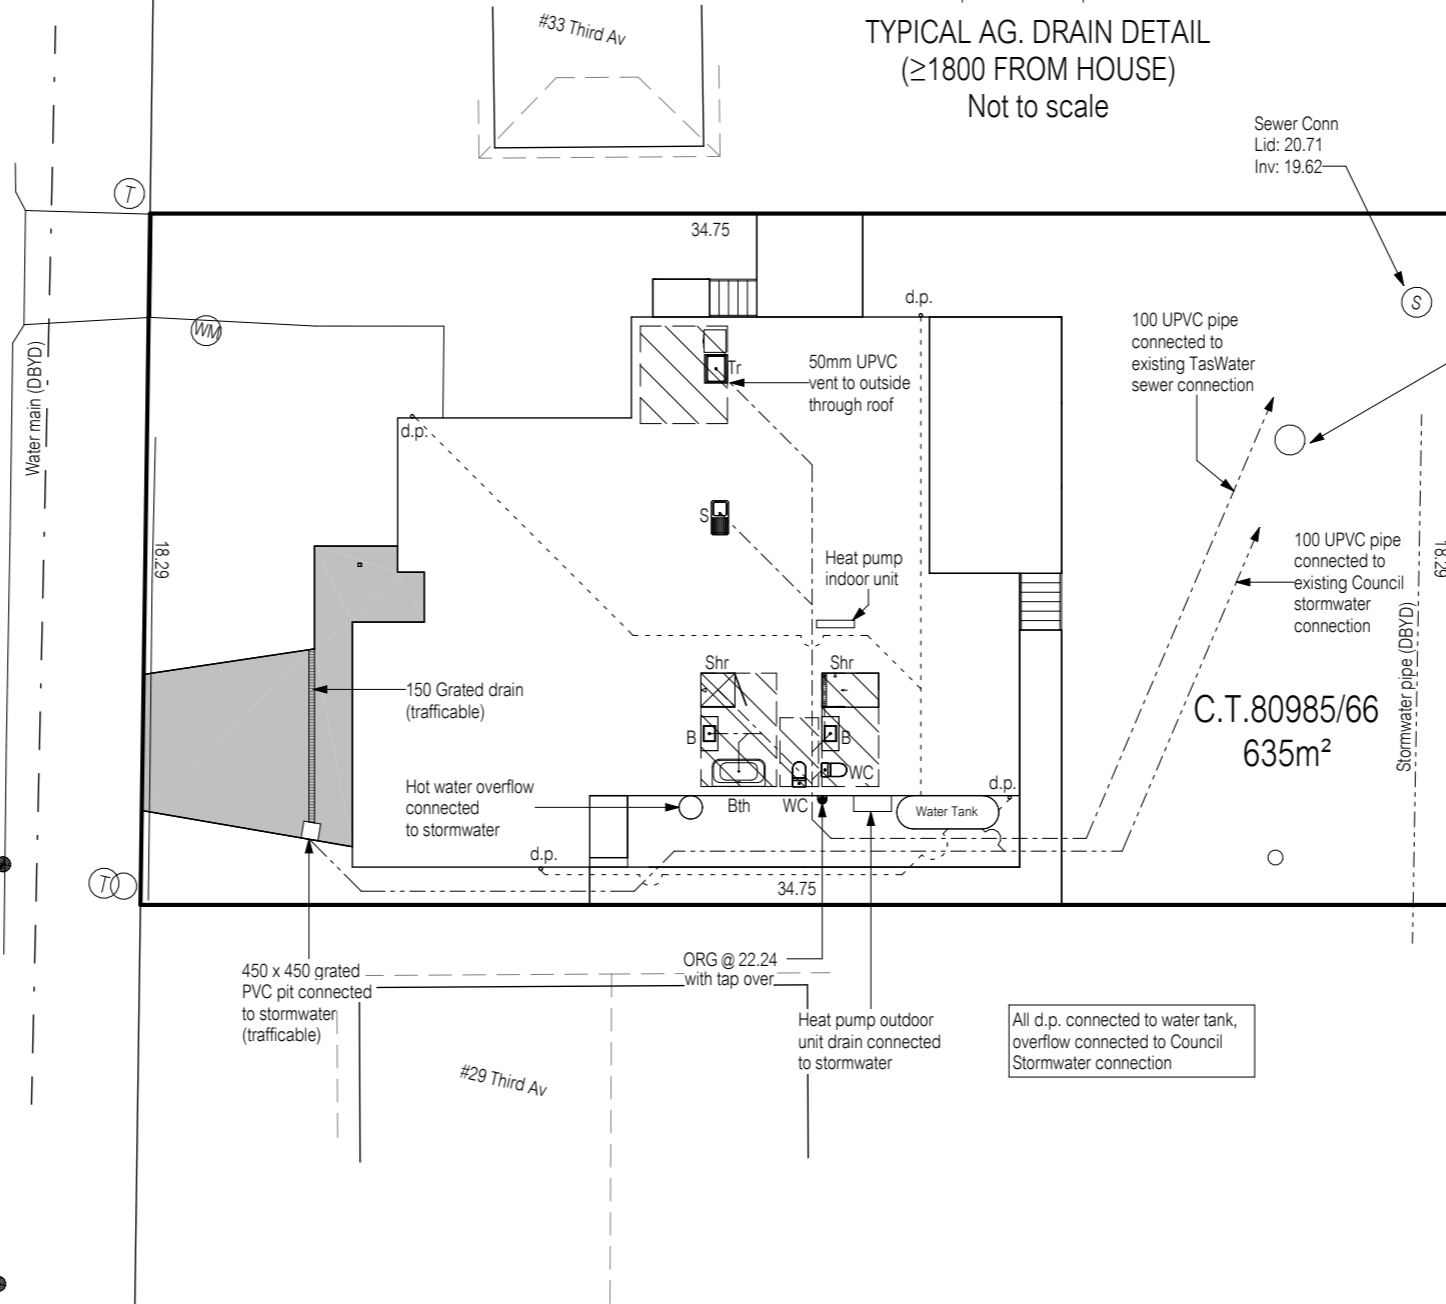 #33 Third Av
TYPICAL AG. DRAIN DETAIL
(≥1800 FROM HOUSE)
Not to scale
Sewer Conn
Lid: 20.71
Inv: 19.62
T
34.75
S
WM
d.p.
100 UPVC pipe
connected to
existing TasWater
sewer connection
Tr
50mm UPVC
vent to outside
through roof
d.p.
Water main (DBYD)
S
18.29
Heat pump
indoor unit
100 UPVC pipe
connected to
existing Council
stormwater
connection
18.29
Stormwater pipe (DBYD)
Shr
Shr
150 Grated drain
(trafficable)
C.T.80985/66
635m²
B
B
WC
Hot water overflow
connected
to stormwater
Bth
WC
d.p.
Water Tank
d.p.
T
34.75
450 x 450 grated
PVC pit connected
to stormwater
(trafficable)
ORG @ 22.24
with tap over
Heat pump outdoor
unit drain connected
to stormwater
All d.p. connected to water tank,
overflow connected to Council
Stormwater connection
#29 Third Av